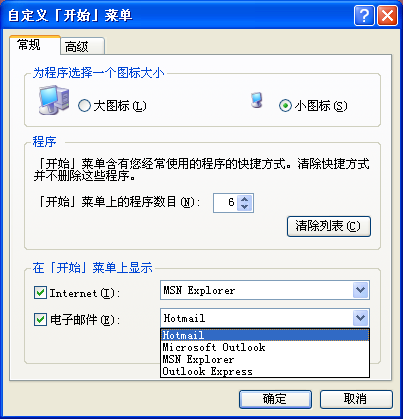 自定义「开始」菜单
常规
高级
为程序选择一个图标大小
大图标(L)
小图标(S)
程序
「开始」菜单含有您经常使用的程序的快捷方式。清除快捷方式
并不删除这些程序。
「开始」菜单上的程序数目(N):
6
清除列表(C)
在「开始」菜单上显示
Internet(I):
MSN Explorer
电子邮件(E):
Hotmail
Hotmail
Microsoft Outlook
MSN Explorer
Outlook Express
确定
取消